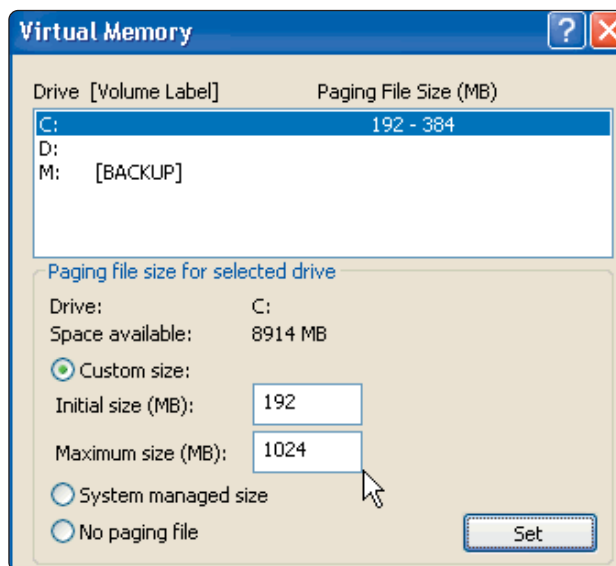 Virtual Memory
Drive [Volume Label] Paging File Size (MB)
C: 192 - 384
D:
M: [BACKUP]
Paging file size for selected drive
Drive: C:
Space available: 8914 MB
Custom size:
Initial size (MB): 192
Maximum size (MB): 1024
System managed size
No paging file Set